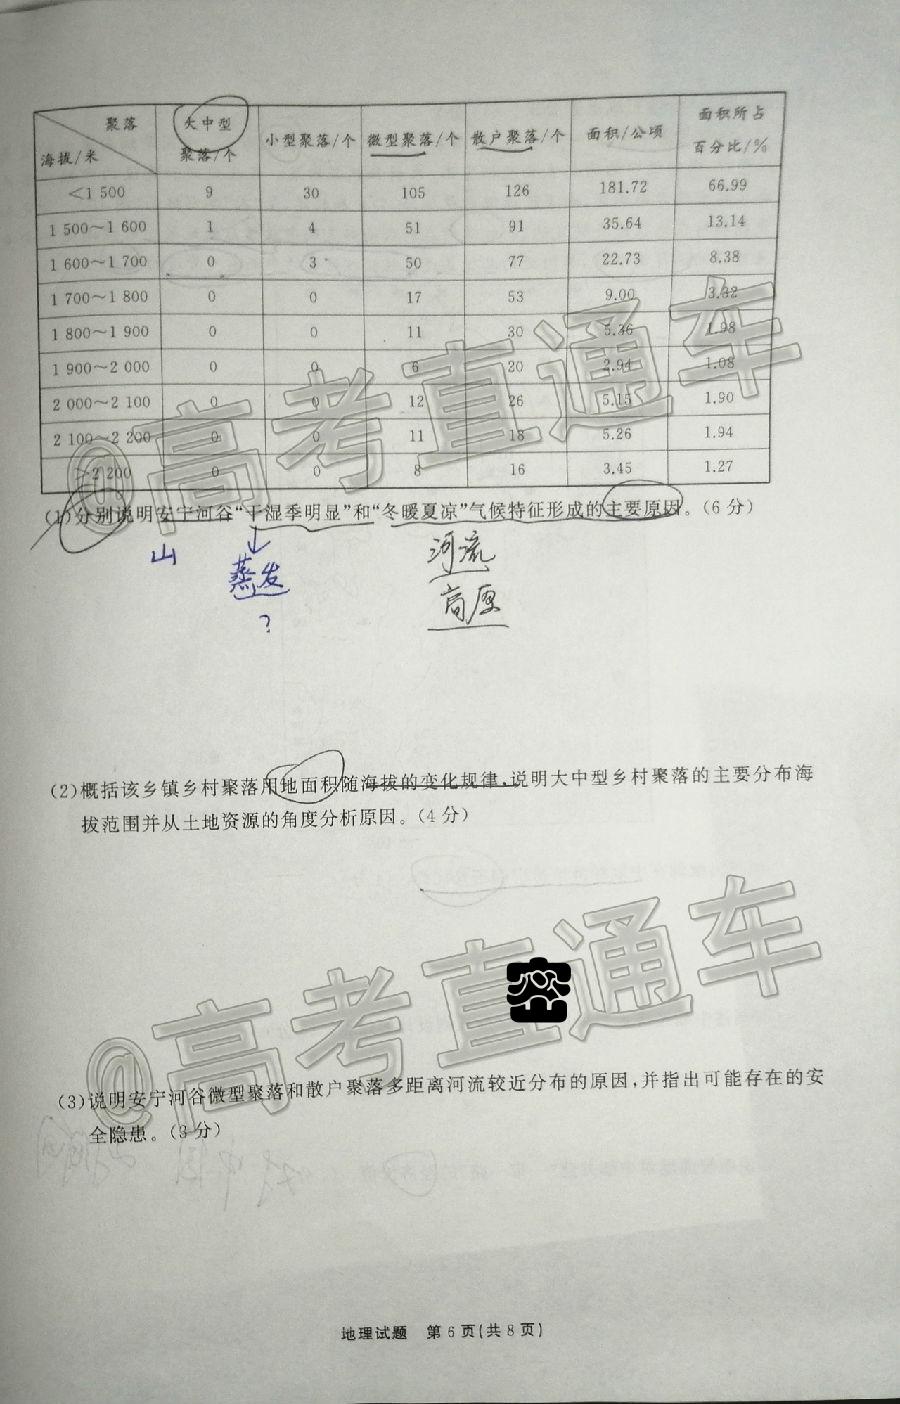 聚落 大中型 小型聚落/个 微型聚落/个 散户聚落/个 面积/公顷 面积所占
海拔/米 聚落/个 百分比/%
<1 500 9 30 105 126 181.72 66.99
1 500~1 600 1 4 51 91 35.64 13.14
1 600~1 700 0 3 50 77 22.73 8.38
1 700~1 800 0 0 17 53 9.00 3.32
1 800~1 900 0 0 11 30 5.36 1.98
1 900~2 000 0 0 6 20 2.94 1.08
2 000~2 100 0 0 12 26 5.15 1.90
2 100~2 200 0 0 11 18 5.26 1.94
>2 200 0 0 8 16 3.45 1.27
@高考直通车
(1)分别说明安宁河谷“干湿季明显”和“冬暖夏凉”气候特征形成的主要原因。(6分)
山 蒸发 河流
? 高原
(2)概括该乡镇乡村聚落用地面积随海拔的变化规律,说明大中型乡村聚落的主要分布海
拔范围并从土地资源的角度分析原因。(4分)
@高考直通车
密
(3)说明安宁河谷微型聚落和散户聚落多距离河流较近分布的原因,并指出可能存在的安
全隐患。(3分)
地理试题 第6页(共8页)